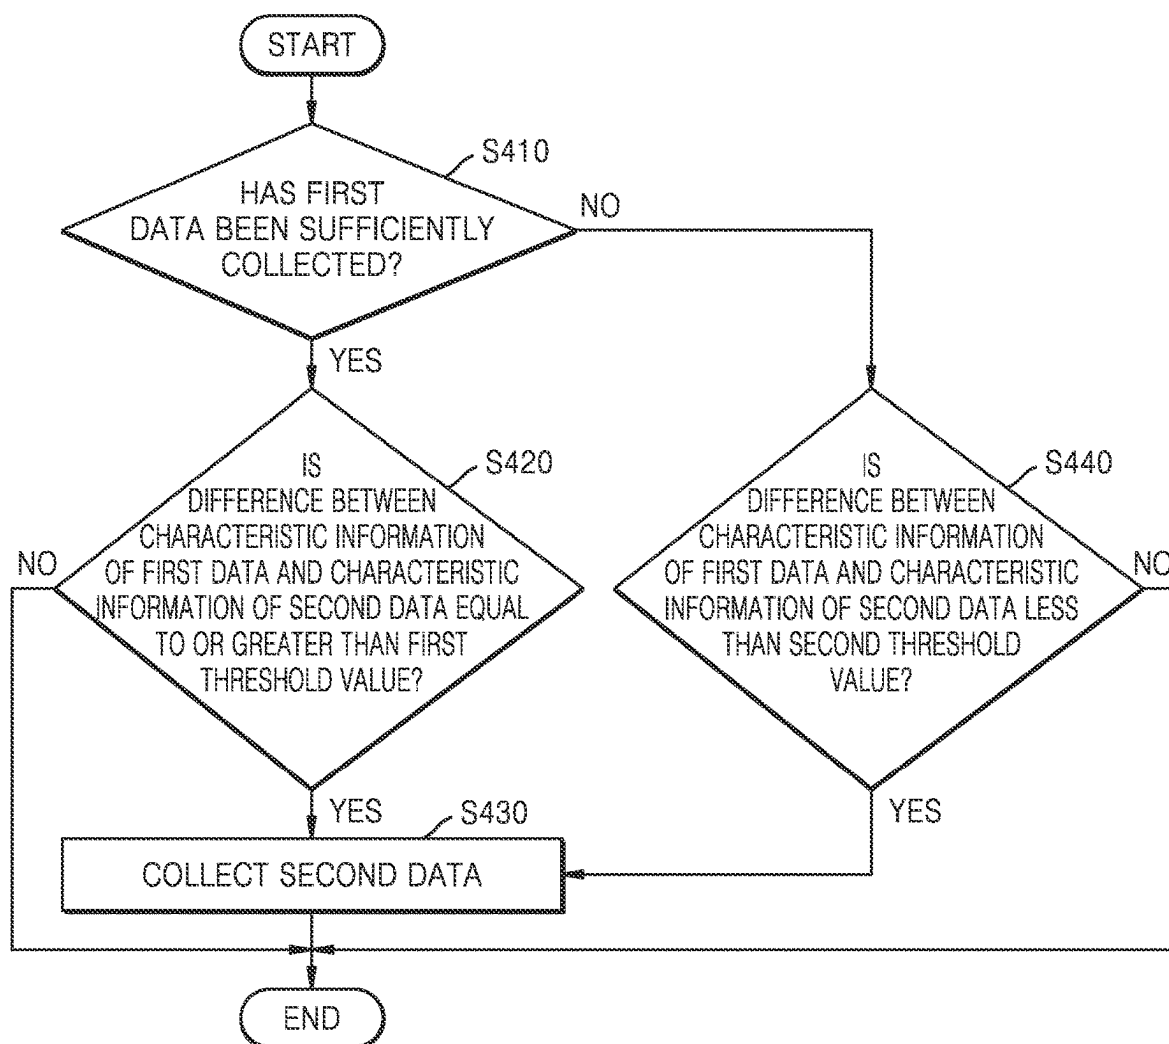 START
S410
HAS FIRST
DATA BEEN SUFFICIENTLY
COLLECTED?
NO
YES
S420
IS
DIFFERENCE BETWEEN
CHARACTERISTIC INFORMATION
OF FIRST DATA AND CHARACTERISTIC
INFORMATION OF SECOND DATA EQUAL
TO OR GREATER THAN FIRST
THRESHOLD VALUE?
NO
YES
S440
IS
DIFFERENCE BETWEEN
CHARACTERISTIC INFORMATION
OF FIRST DATA AND CHARACTERISTIC
INFORMATION OF SECOND DATA LESS
THAN SECOND THRESHOLD
VALUE?
NO
YES
S430
COLLECT SECOND DATA
END